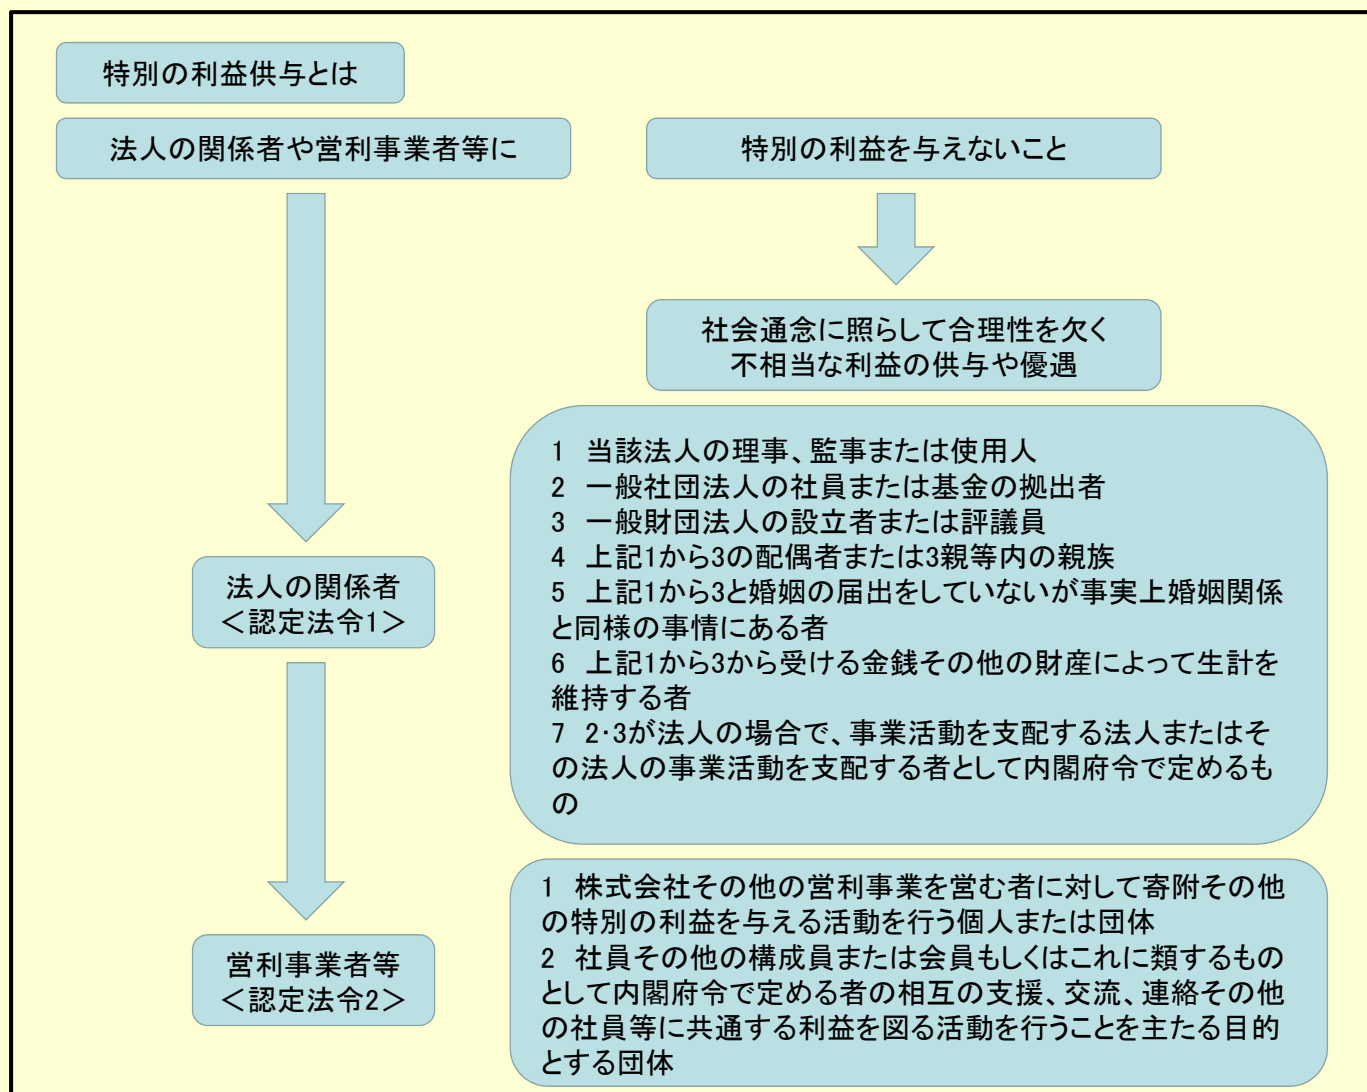 特別の利益供与とは
法人の関係者や営利事業者等に
特別の利益を与えないこと
社会通念に照らして合理性を欠く
不相当な利益の供与や優遇
法人の関係者
＜認定法令1＞
1　当該法人の理事、監事または使用人
2　一般社団法人の社員または基金の拠出者
3　一般財団法人の設立者または評議員
4　上記1から3の配偶者または3親等内の親族
5　上記1から3と婚姻の届出をしていないが事実上婚姻関係
と同様の事情にある者
6　上記1から3から受ける金銭その他の財産によって生計を
維持する者
7　2・3が法人の場合で、事業活動を支配する法人またはそ
の法人の事業活動を支配する者として内閣府令で定めるも
の
営利事業者等
＜認定法令2＞
1　株式会社その他の営利事業を営む者に対して寄附その他
の特別の利益を与える活動を行う個人または団体
2　社員その他の構成員または会員もしくはこれに類するもの
として内閣府令で定める者の相互の支援、交流、連絡その他
の社員等に共通する利益を図る活動を行うことを主たる目的
とする団体